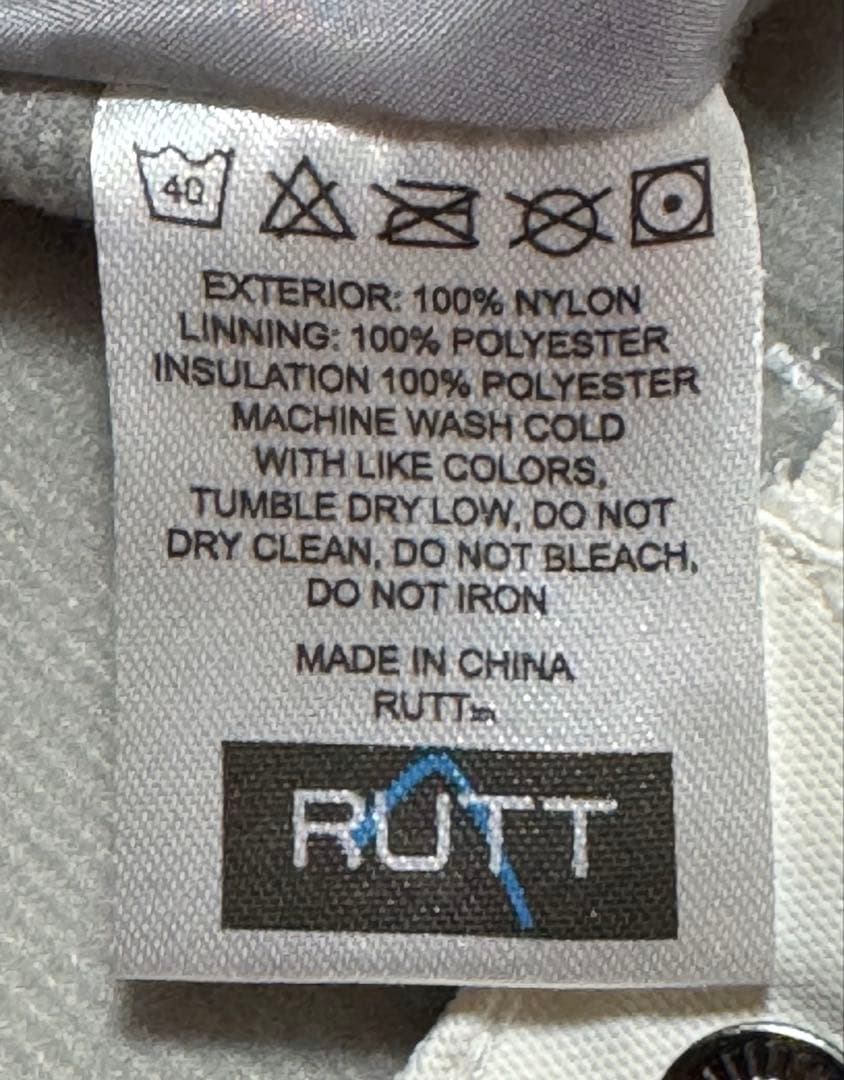 40
EXTERIOR: 100% NYLON
LINNING: 100% POLYESTER
INSULATION 100% POLYESTER
MACHINE WASH COLD
WITH LIKE COLORS,
TUMBLE DRY LOW, DO NOT
DRY CLEAN, DO NOT BLEACH,
DO NOT IRON
MADE IN CHINA
RUTTtm
RUTT